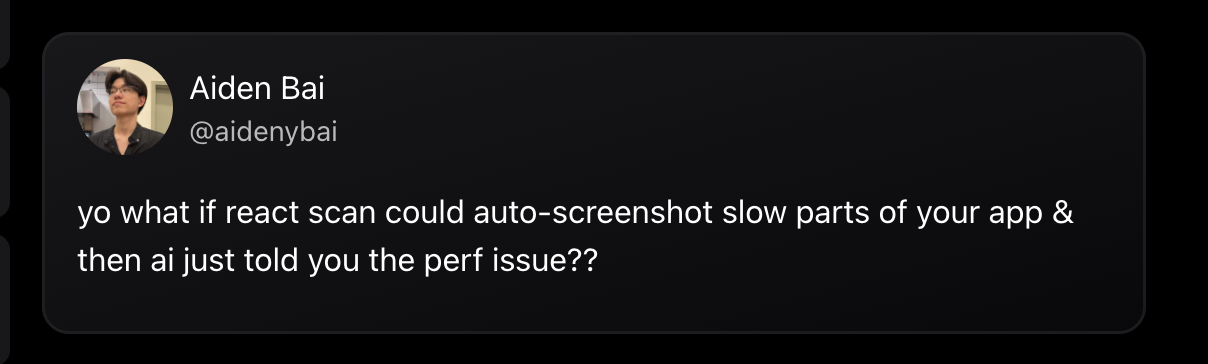 Aiden Bai
@aidenybai
yo what if react scan could auto-screenshot slow parts of your app &
then ai just told you the perf issue??